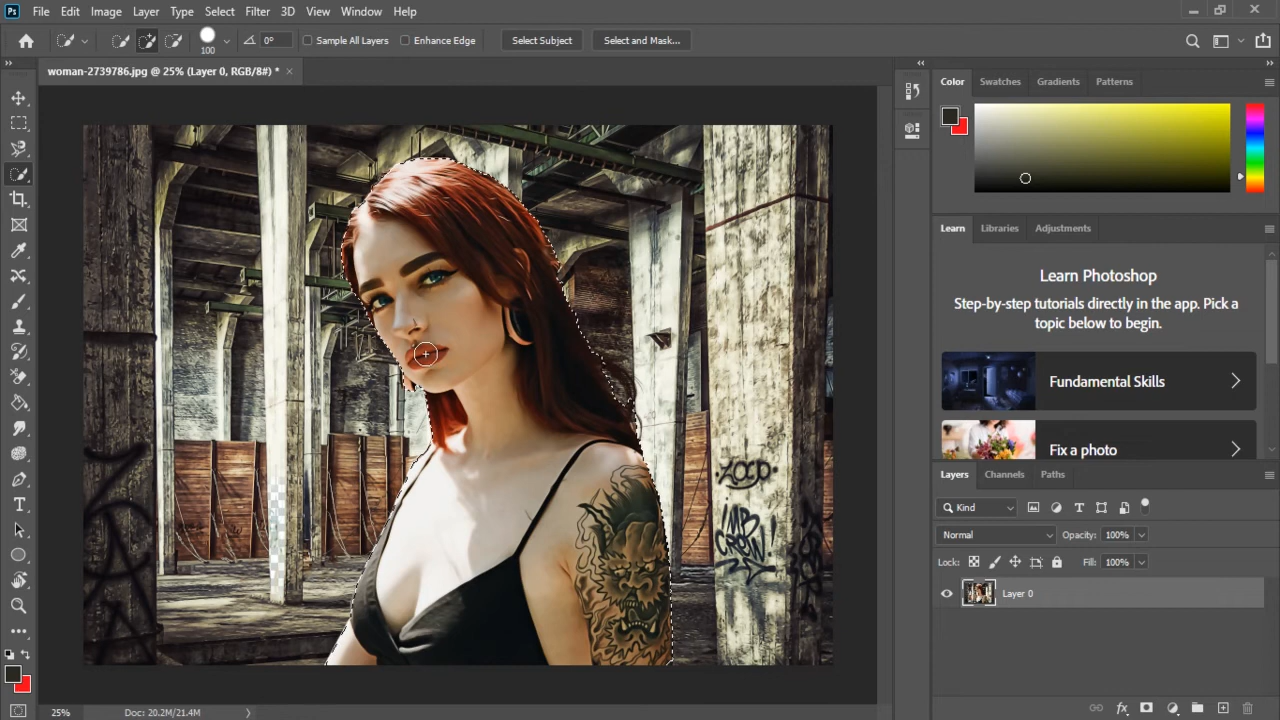 Ps File Edit Image Layer Type Select Filter 3D View Window Help
100 0° Sample All Layers Enhance Edge Select Subject Select and Mask...
woman-2739786.jpg @ 25% (Layer 0, RGB/8#) * ×
Color Swatches Gradients Patterns
Learn Libraries Adjustments
Learn Photoshop
Step-by-step tutorials directly in the app. Pick a
topic below to begin.
Fundamental Skills
Fix a photo
Layers Channels Paths
Kind
Normal Opacity: 100%
Lock: Fill: 100%
Layer 0
MB
CREW!
25% Doc: 20.2M/21.4M